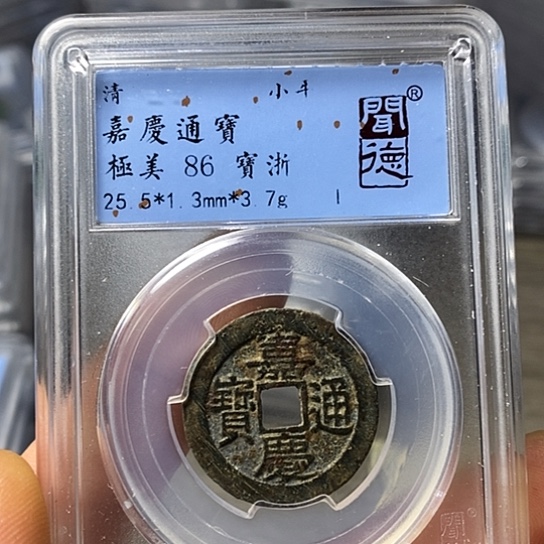 清 小平
嘉慶通寶
極美 86 寶浙
25.5*1.3mm*3.7g
聞德®
嘉慶通寶
聞